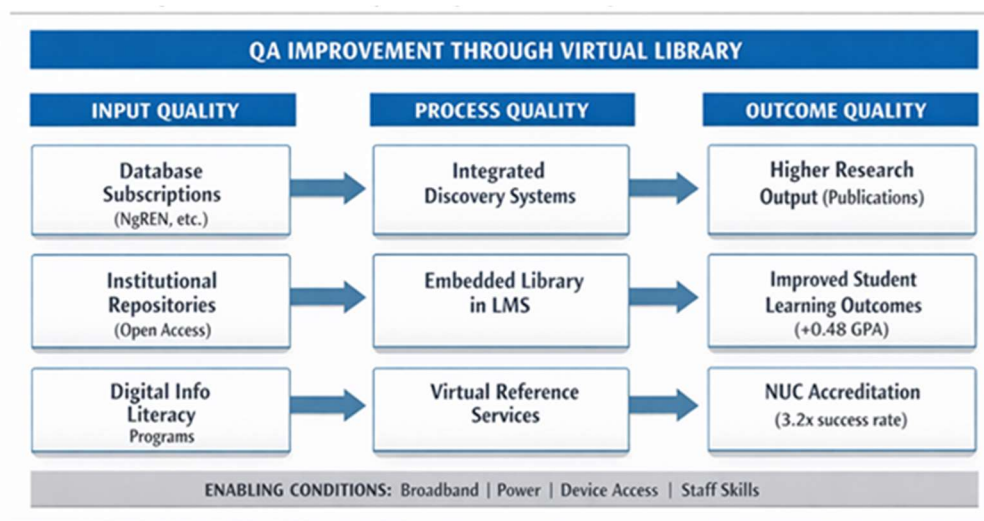 QA IMPROVEMENT THROUGH VIRTUAL LIBRARY
INPUT QUALITY
PROCESS QUALITY
OUTCOME QUALITY
Database
Subscriptions
(NgREN, etc.)
Integrated
Discovery Systems
Higher Research
Output (Publications)
Institutional
Repositories
(Open Access)
Embedded Library
in LMS
Improved Student
Learning Outcomes
(+0.48 GPA)
Digital Info
Literacy
Programs
Virtual Reference
Services
NUC Accreditation
(3.2x success rate)
ENABLING CONDITIONS: Broadband | Power | Device Access | Staff Skills